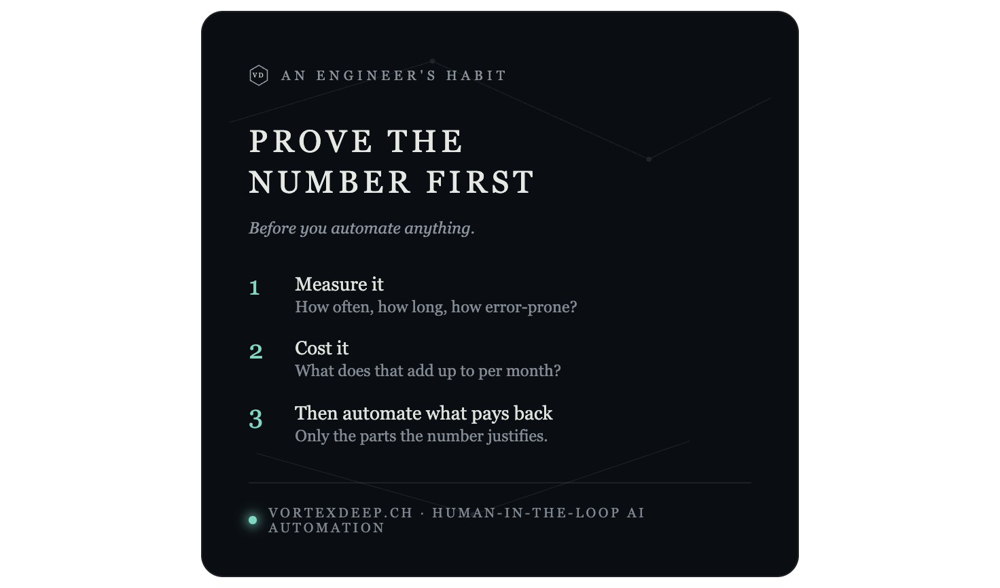 VD
AN ENGINEER'S HABIT
PROVE THE
NUMBER FIRST
Before you automate anything.
1
Measure it
How often, how long, how error-prone?
2
Cost it
What does that add up to per month?
3
Then automate what pays back
Only the parts the number justifies.
VORTEXDEEP.CH · HUMAN-IN-THE-LOOP AI
AUTOMATION